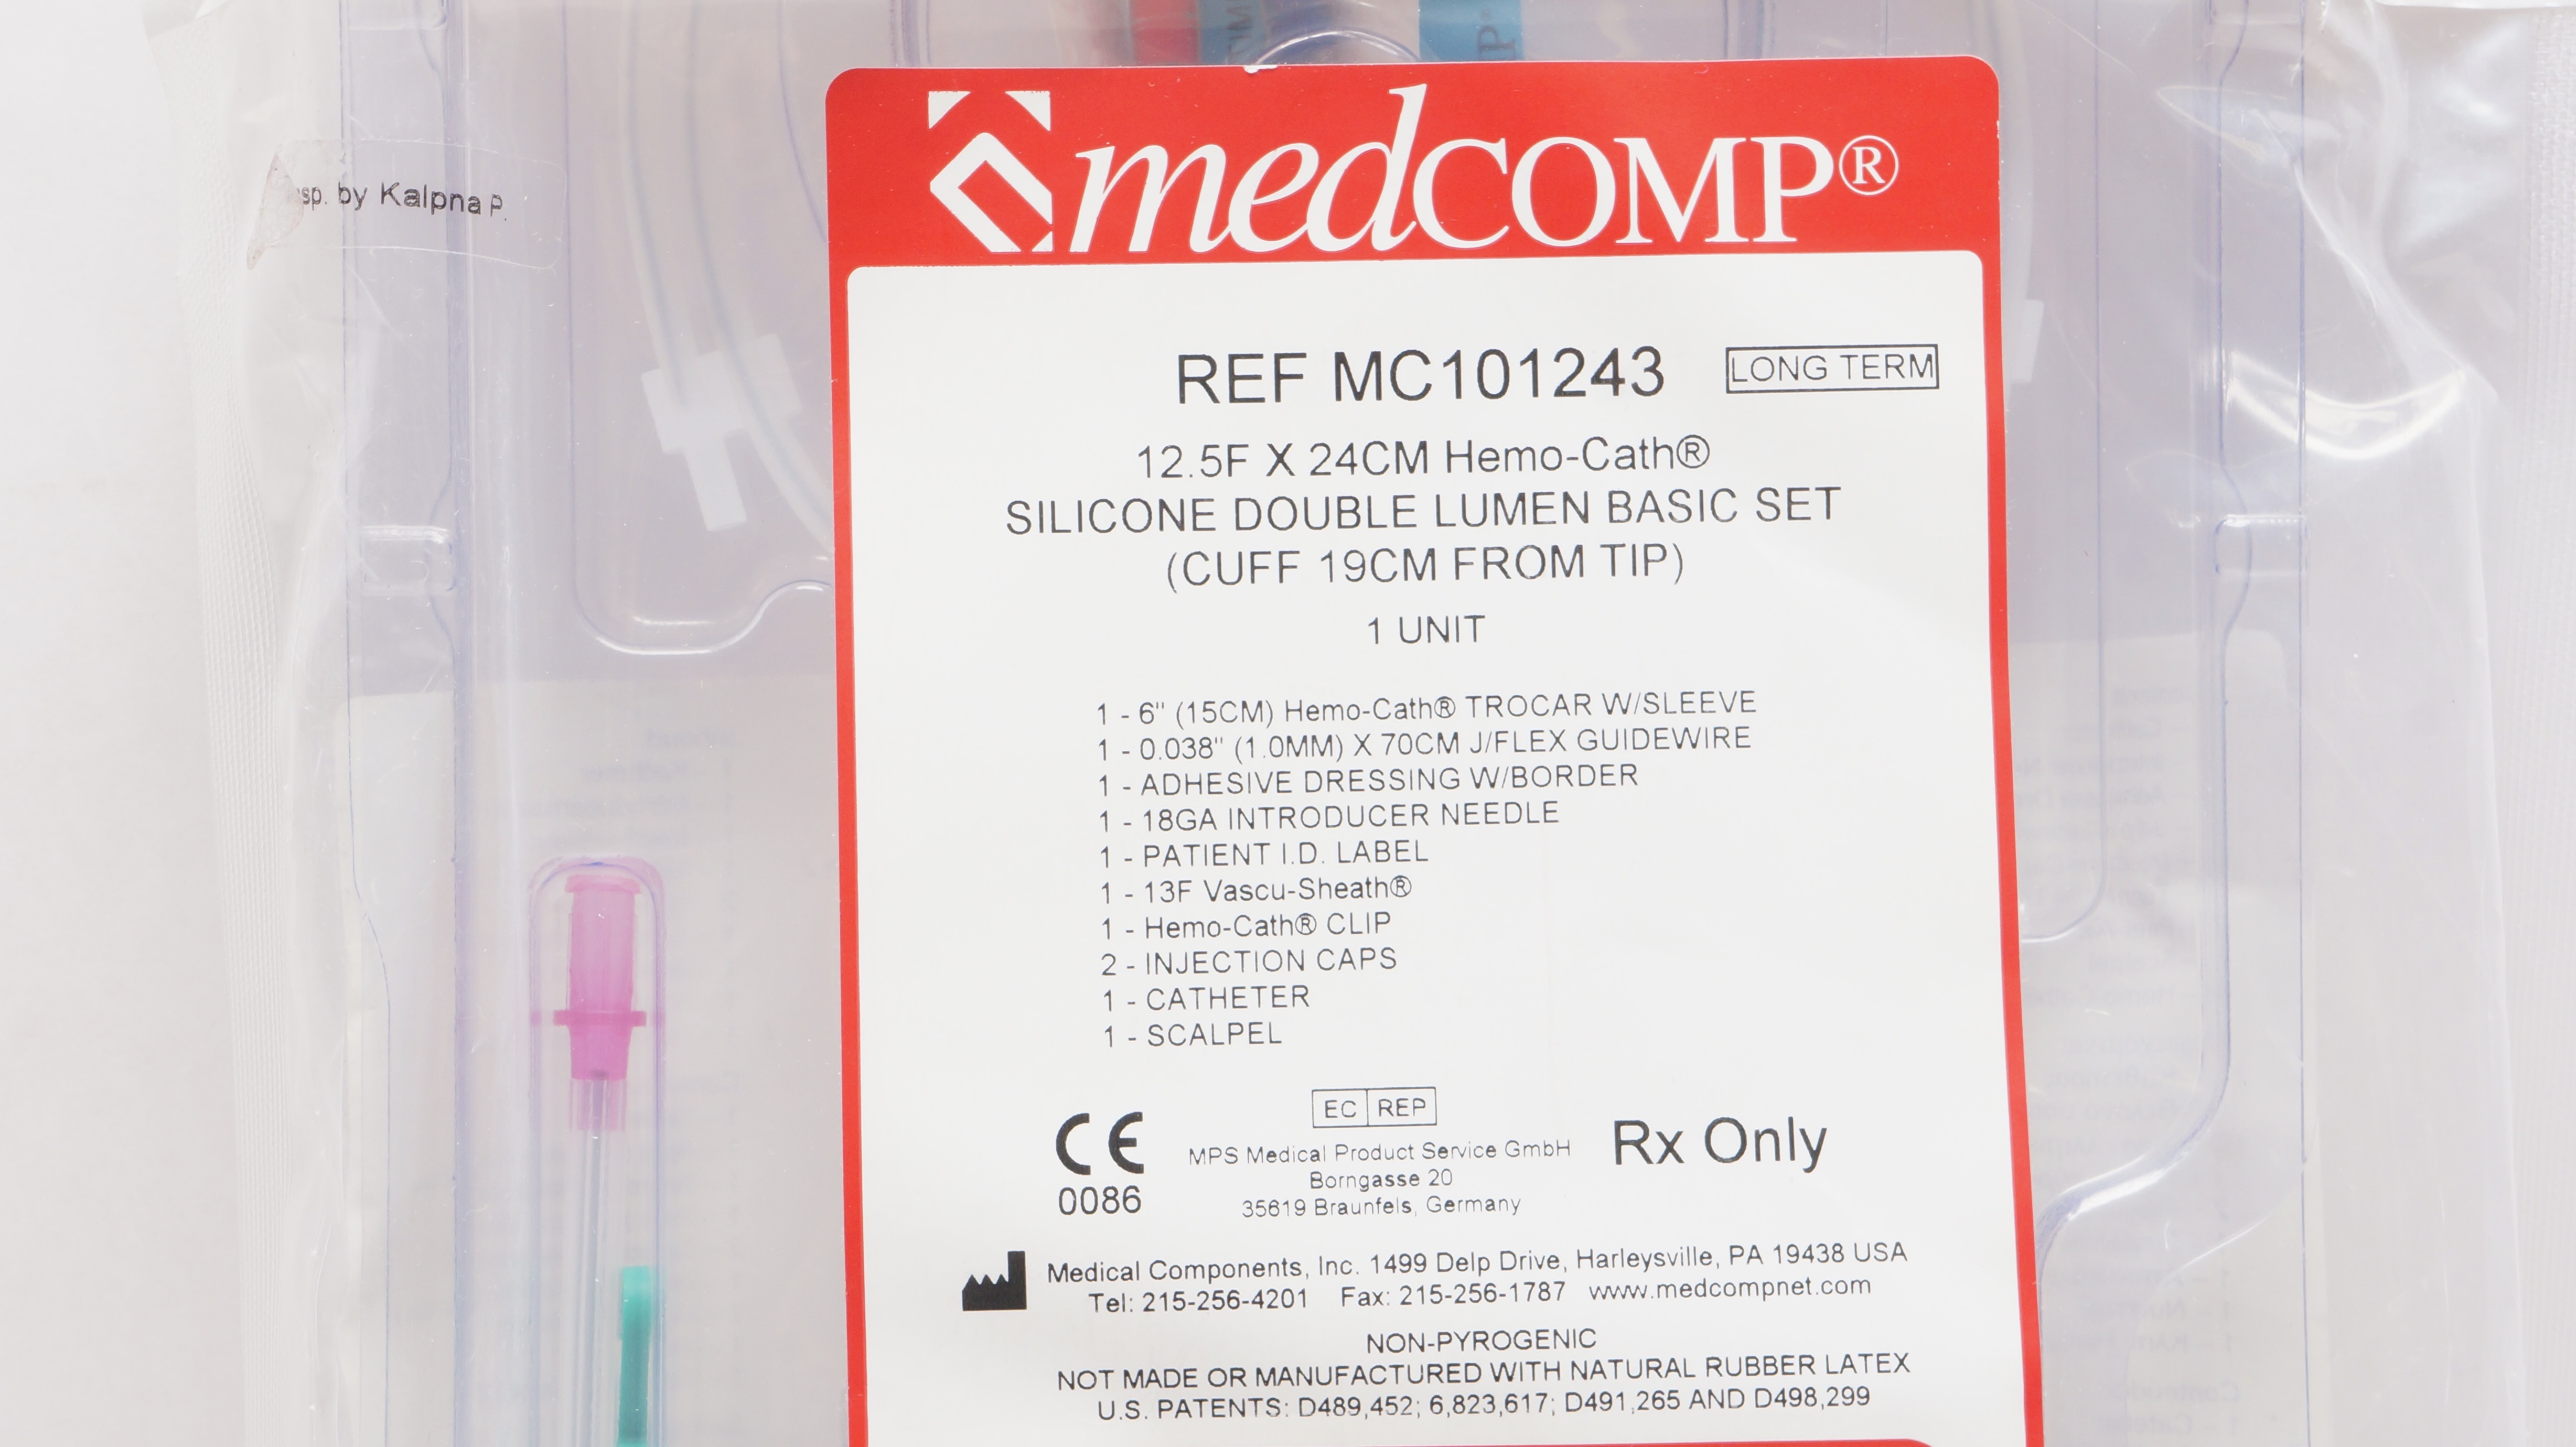 sp. by Kalpna P.
medCOMP®
REF MC101243 LONG TERM
12.5F X 24CM Hemo-Cath®
SILICONE DOUBLE LUMEN BASIC SET
(CUFF 19CM FROM TIP)
1 UNIT
1 - 6" (15CM) Hemo-Cath® TROCAR W/SLEEVE
1 - 0.038" (1.0MM) X 70CM J/FLEX GUIDEWIRE
1 - ADHESIVE DRESSING W/BORDER
1 - 18GA INTRODUCER NEEDLE
1 - PATIENT I.D. LABEL
1 - 13F Vascu-Sheath®
1 - Hemo-Cath® CLIP
2 - INJECTION CAPS
1 - CATHETER
1 - SCALPEL
CE
0086
EC REP
MPS Medical Product Service GmbH
Borngasse 20
35619 Braunfels, Germany
Rx Only
Medical Components, Inc. 1499 Delp Drive, Harleysville, PA 19438 USA
Tel: 215-256-4201 Fax: 215-256-1787 www.medcompnet.com
NON-PYROGENIC
NOT MADE OR MANUFACTURED WITH NATURAL RUBBER LATEX
U.S. PATENTS: D489,452; 6,823,617; D491,265 AND D498,299